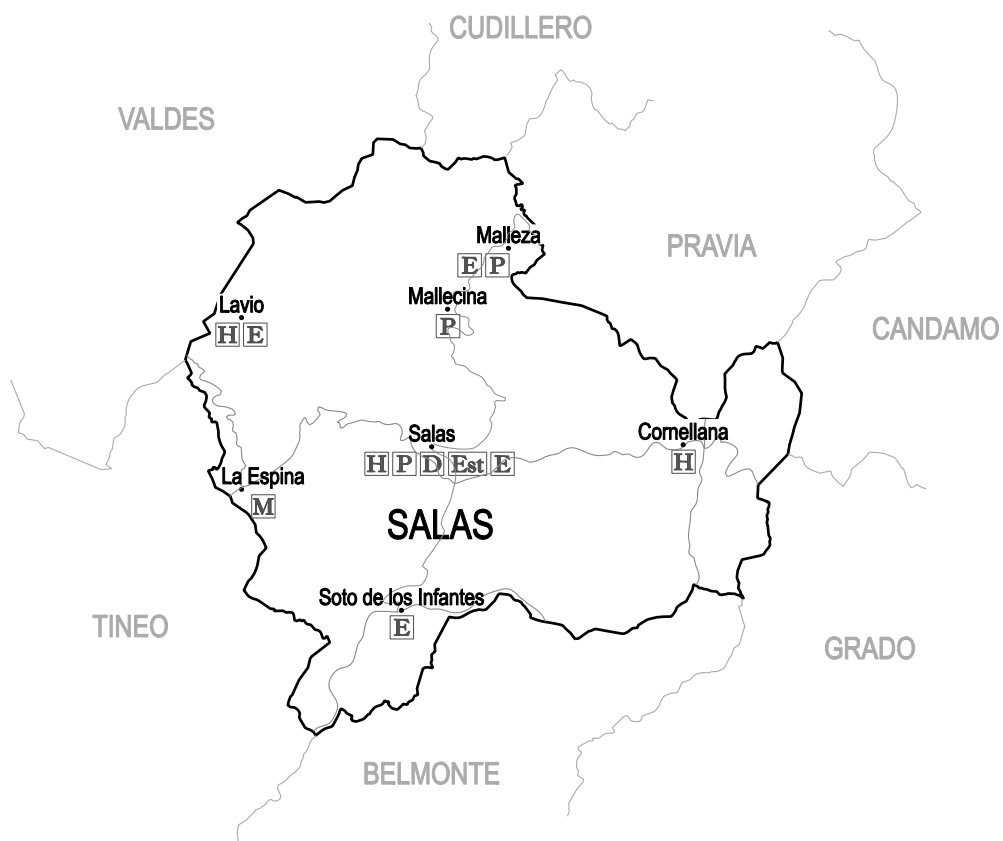 CUDILLERO
VALDES
Malleza
E P
PRAVIA
Mallecina
P
Lavio
H E
CANDAMO
Salas
H P D Est E
Cornellana
H
La Espina
M
SALAS
Soto de los Infantes
E
TINEO
GRADO
BELMONTE